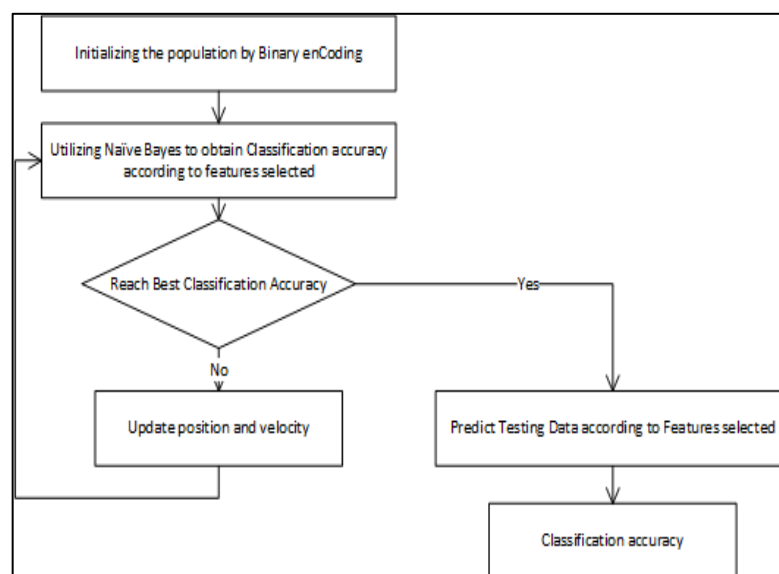 Initializing the population by Binary enCoding
Utilizing Naïve Bayes to obtain Classification accuracy
according to features selected
Reach Best Classification Accuracy
Yes
No
Update position and velocity
Predict Testing Data according to Features selected
Classification accuracy